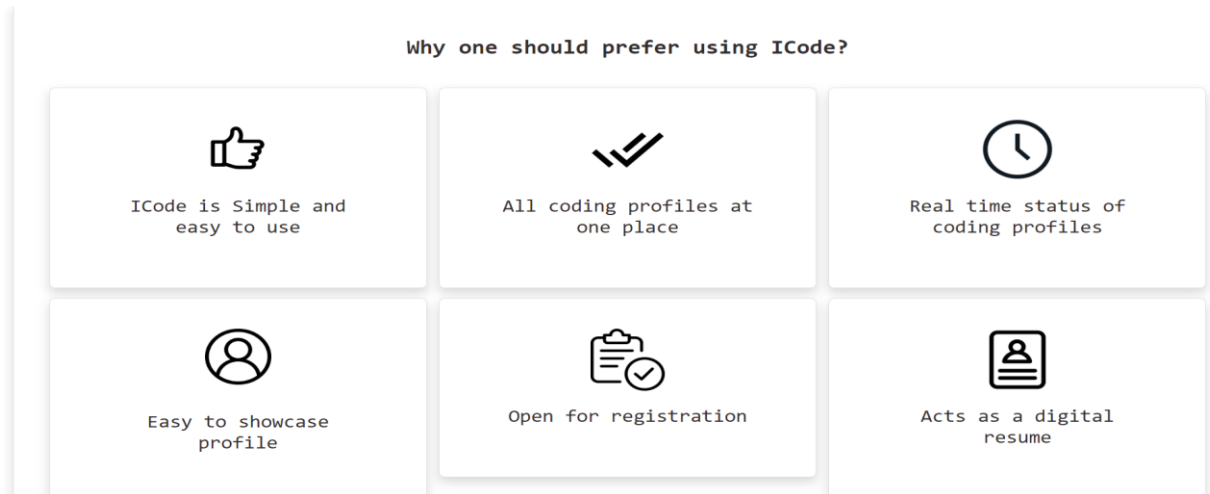 Why one should prefer using ICode?
ICode is Simple and
easy to use
All coding profiles at
one place
Real time status of
coding profiles
Easy to showcase
profile
Open for registration
Acts as a digital
resume